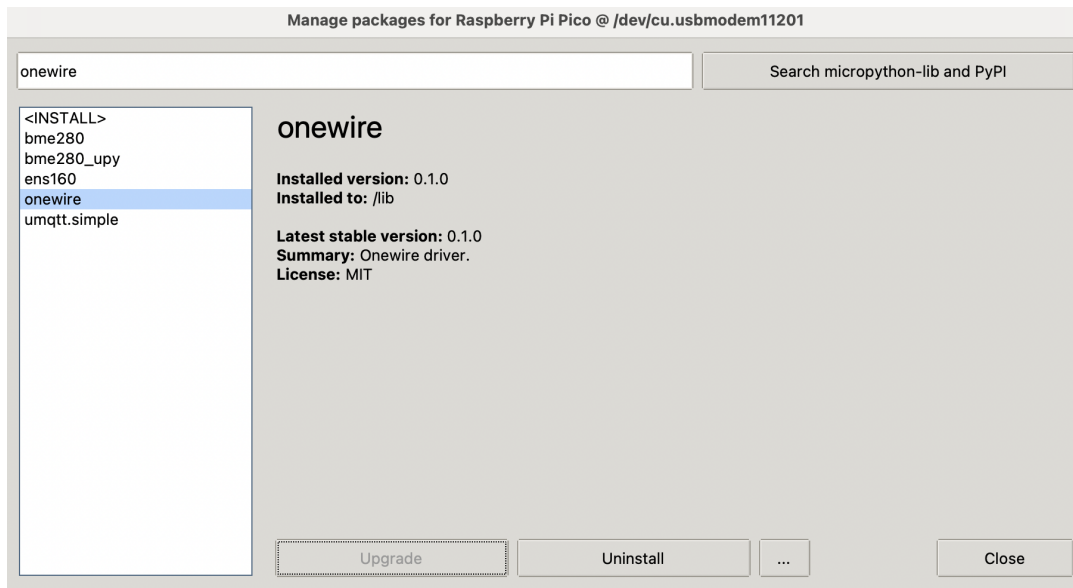 Manage packages for Raspberry Pi Pico @ /dev/cu.usbmodem11201
onewire
Search micropython-lib and PyPI
<INSTALL>
bme280
bme280_upy
ens160
onewire
umqtt.simple
onewire
Installed version: 0.1.0
Installed to: /lib
Latest stable version: 0.1.0
Summary: Onewire driver.
License: MIT
Upgrade
Uninstall
...
Close